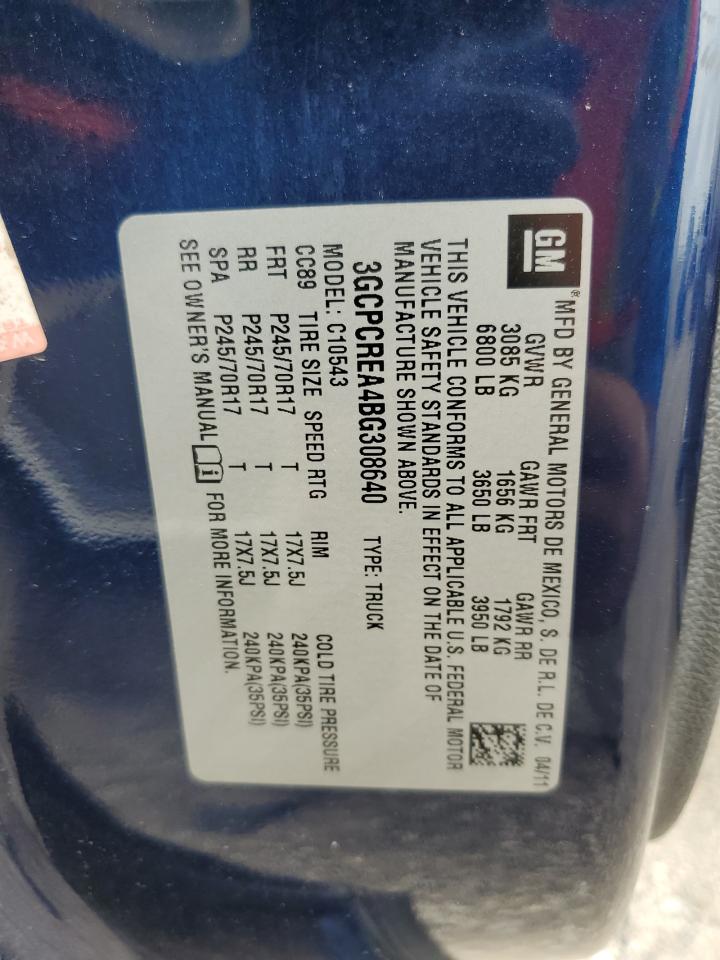 GM®
MFD BY GENERAL MOTORS DE MEXICO, S. DE R.L. DE C.V. 04/11
GVWR GAWR FRT GAWR RR
3085 KG 1656 KG 1792 KG
6800 LB 3650 LB 3950 LB
THIS VEHICLE CONFORMS TO ALL APPLICABLE U.S. FEDERAL MOTOR
VEHICLE SAFETY STANDARDS IN EFFECT ON THE DATE OF
MANUFACTURE SHOWN ABOVE.
3GCPCREA4BG308640 TYPE: TRUCK
MODEL: C10543
CC89 TIRE SIZE SPEED RTG RIM COLD TIRE PRESSURE
FRT P245/70R17 T 17X7.5J 240KPA(35PSI)
RR P245/70R17 T 17X7.5J 240KPA(35PSI)
SPA P245/70R17 T 17X7.5J 240KPA(35PSI)
SEE OWNER'S MANUAL FOR MORE INFORMATION.